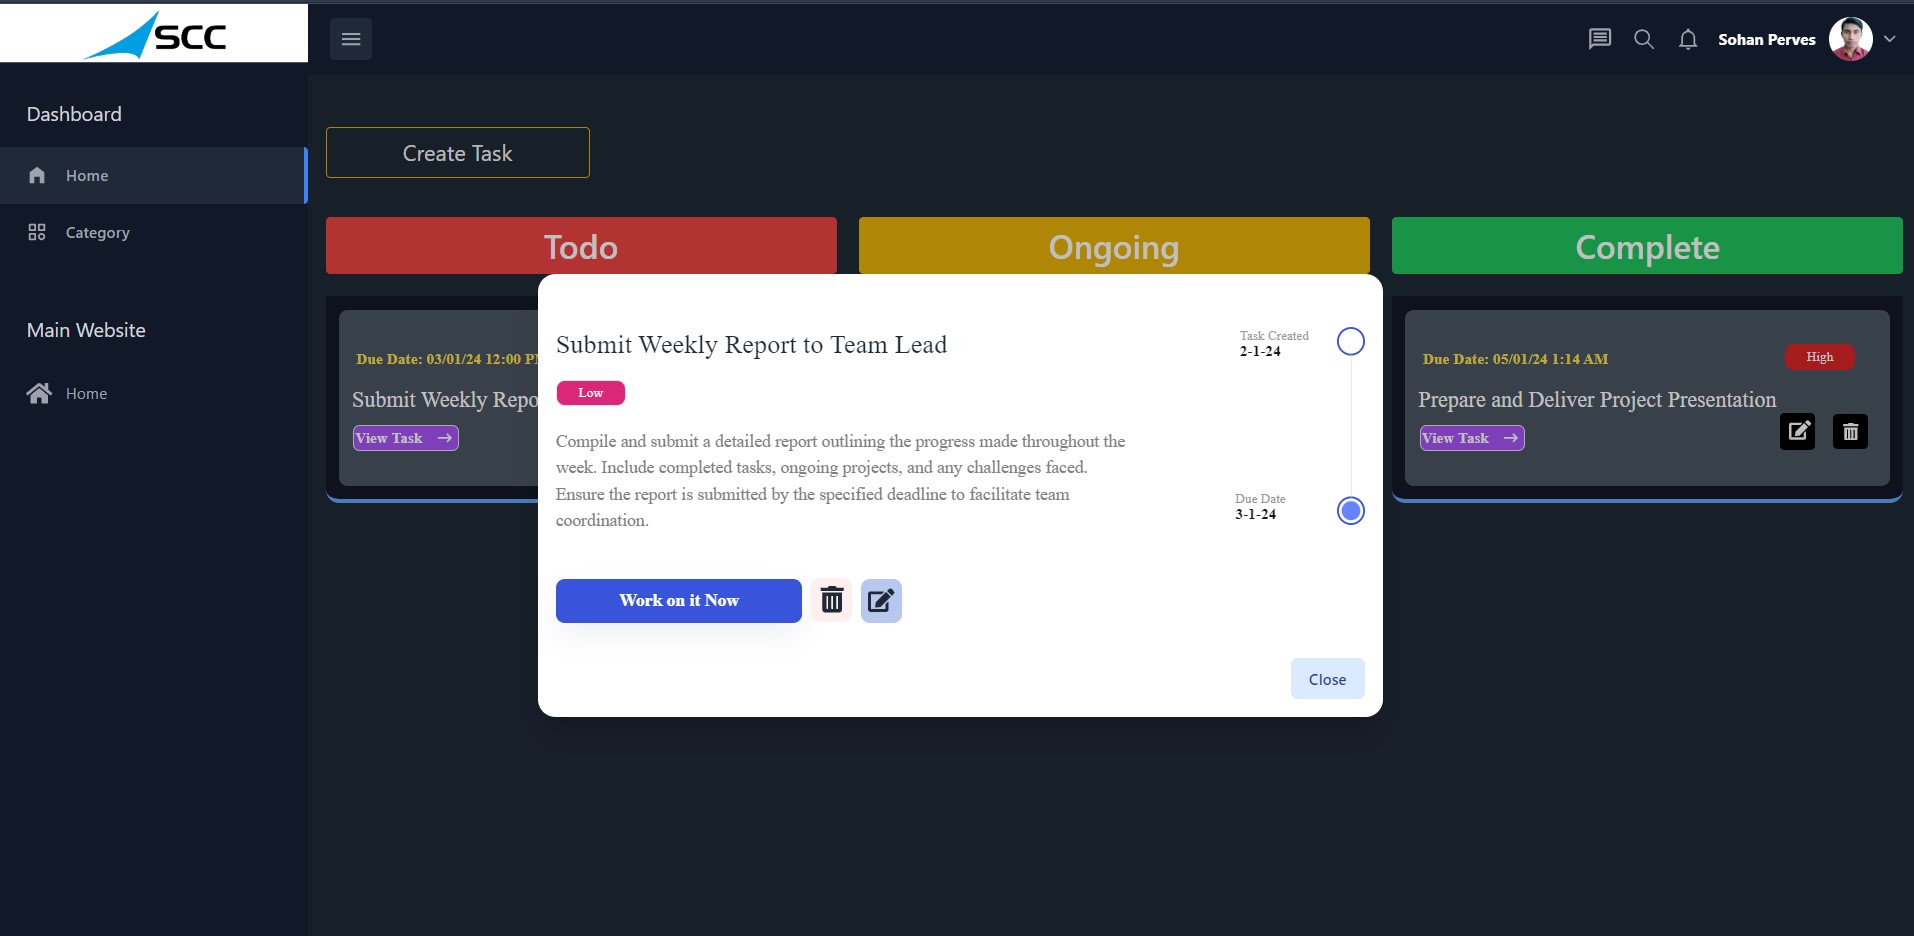 SCC
Sohan Perves
Dashboard
Home
Category
Main Website
Home
Create Task
Todo
Ongoing
Complete
Due Date: 03/01/24 12:00 P
Submit Weekly Repo
View Task
Submit Weekly Report to Team Lead
Low
Compile and submit a detailed report outlining the progress made throughout the
week. Include completed tasks, ongoing projects, and any challenges faced.
Ensure the report is submitted by the specified deadline to facilitate team
coordination.
Task Created
2-1-24
Due Date
3-1-24
Work on it Now
Close
Due Date: 05/01/24 1:14 AM
High
Prepare and Deliver Project Presentation
View Task